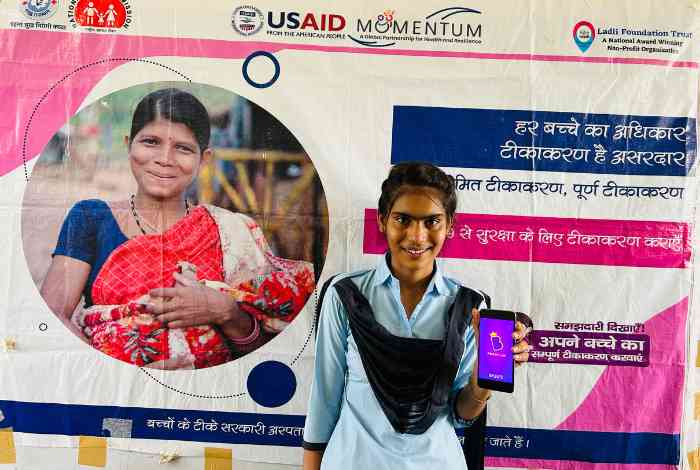 USAID
FROM THE AMERICAN PEOPLE
MOMENTUM
A Global Partnership for Health and Resilience
Ladli Foundation Trust
A National Award Winning
Non-Profit Organisation
हर बच्चे का अधिकार
टीकाकरण है असरदार
मित टीकाकरण, पूर्ण टीकाकरण
से सुरक्षा के लिए टीकाकरण कराएँ
समझदारी दिखाएँ!
अपने बच्चे का
सम्पूर्ण टीकाकरण करवाएं
बच्चों के टीके सरकारी अस्पता
जाते हैं।